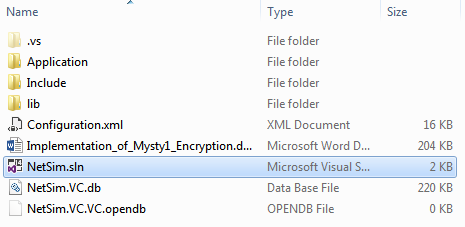 Name Type Size
.vs File folder
Application File folder
Include File folder
lib File folder
Configuration.xml XML Document 16 KB
Implementation_of_Mysty1_Encryption.d... Microsoft Word D... 204 KB
NetSim.sln Microsoft Visual S... 2 KB
NetSim.VC.db Data Base File 220 KB
NetSim.VC.VC.opendb OPENDB File 0 KB